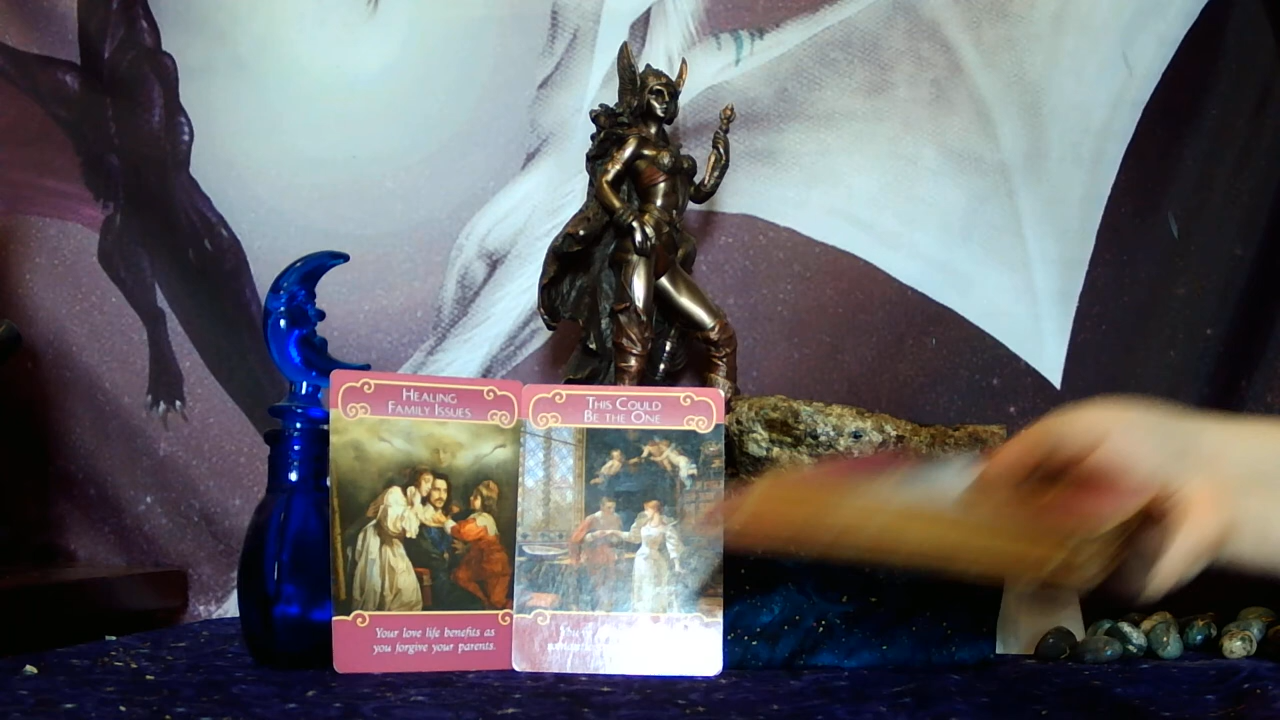 HEALING
FAMILY ISSUES
THIS COULD
BE THE ONE
Your love life benefits as
you forgive your parents.